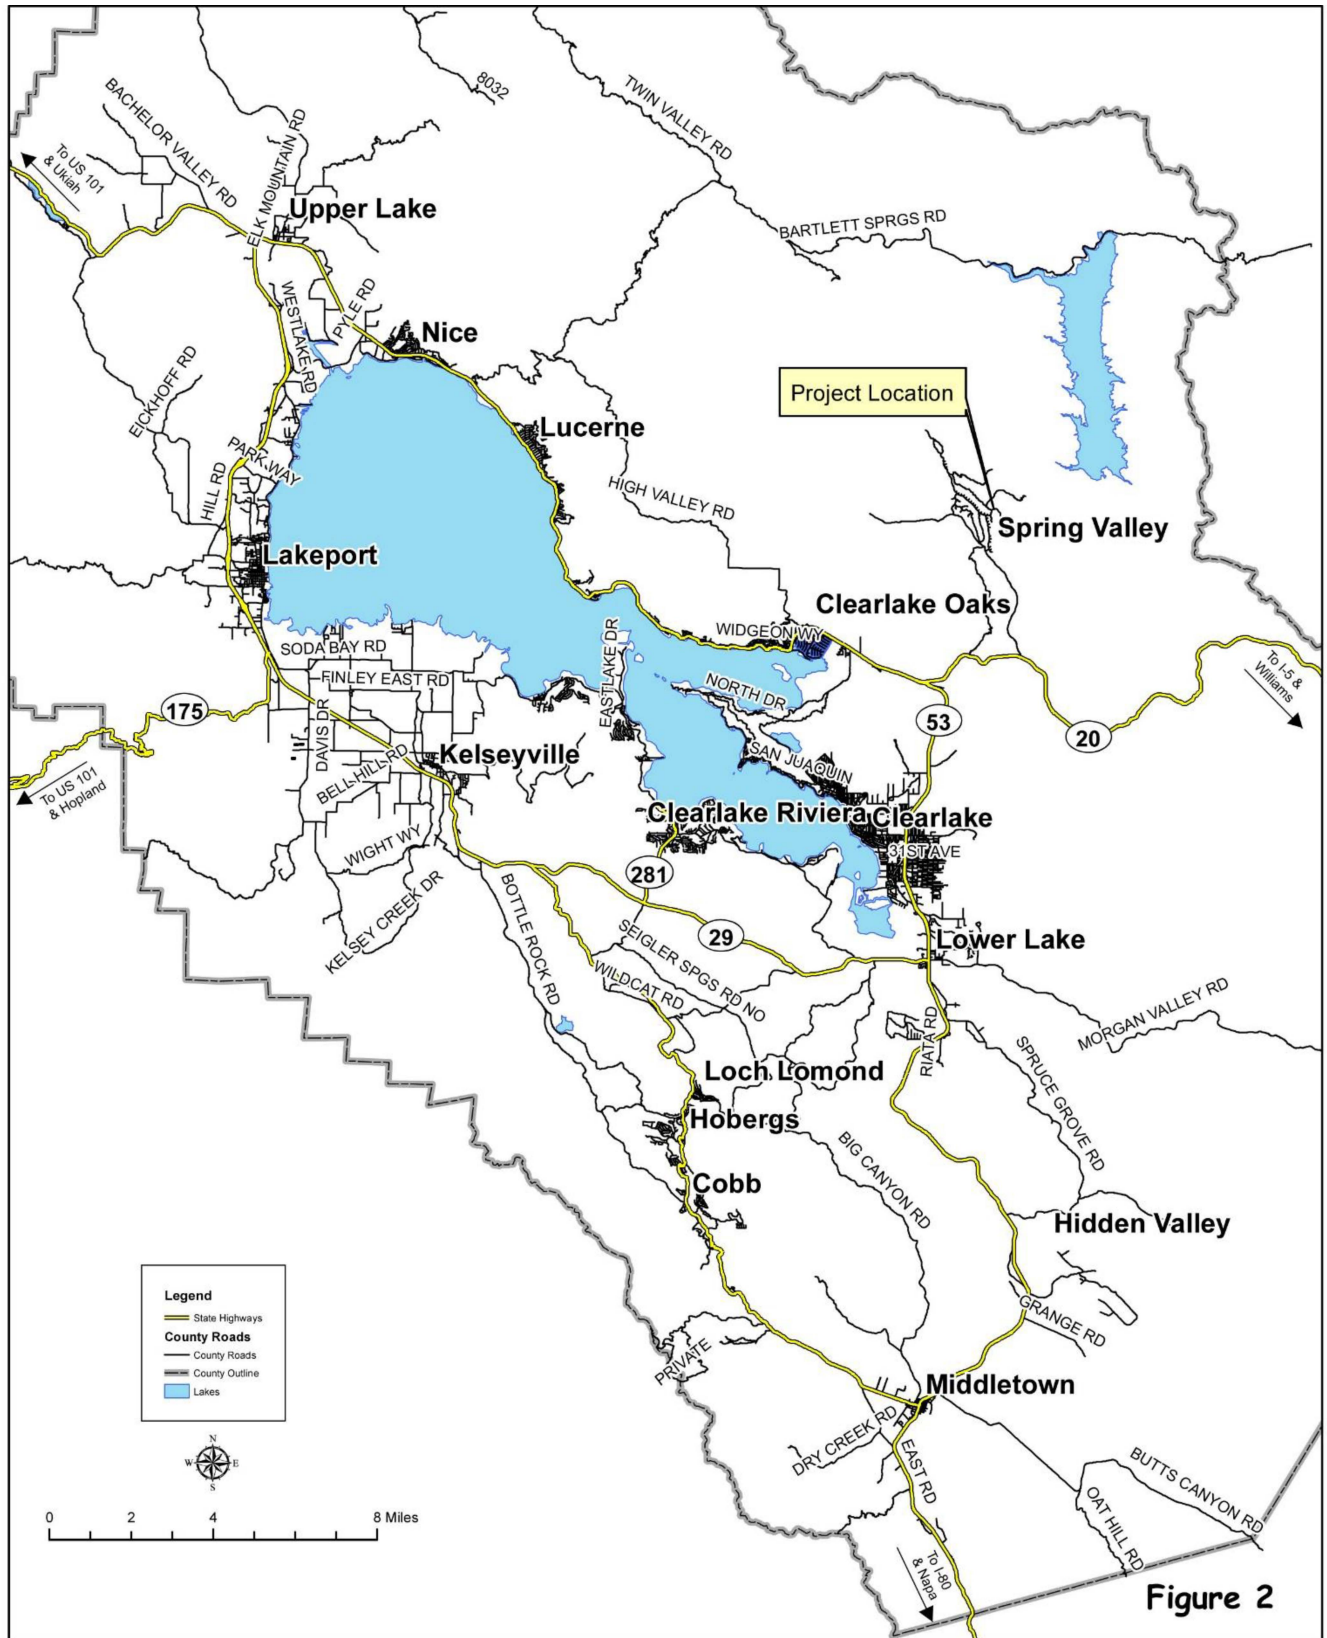 8032
TWIN VALLEY RD
BACHELOR VALLEY RD
ELK MOUNTAIN RD
To US 101
& Ukiah
Upper Lake
BARTLETT SPRGS RD
WESTLAKE RD
PYLE RD
Nice
EICKHOFF RD
Project Location
Lucerne
PARK WAY
HILL RD
HIGH VALLEY RD
Spring Valley
Lakeport
Clearlake Oaks
WIDGEON WY
SODA BAY RD
EASTLAKE DR
FINLEY EAST RD
NORTH DR
To I-5 &
Williams
175
DAVIS DR
53
20
Kelseyville
SAN JUAQUIN
BELL HILL RD
To US 101
& Hopland
Clearlake Riviera
Clearlake
WIGHT WY
31ST AVE
281
KELSEY CREEK DR
BOTTLE ROCK RD
29
SEIGLER SPGS RD NO
Lower Lake
WILDCAT RD
MORGAN VALLEY RD
RIATA RD
SPRUCE GROVE RD
Loch Lomond
Hobergs
BIG CANYON RD
Cobb
Hidden Valley
GRANGE RD
PRIVATE
Middletown
DRY CREEK RD
EAST RD
BUTTS CANYON RD
OAT HILL RD
To I-80
& Napa
Legend
State Highways
County Roads
County Roads
County Outline
Lakes
N
W E
S
0 2 4 8 Miles
Figure 2